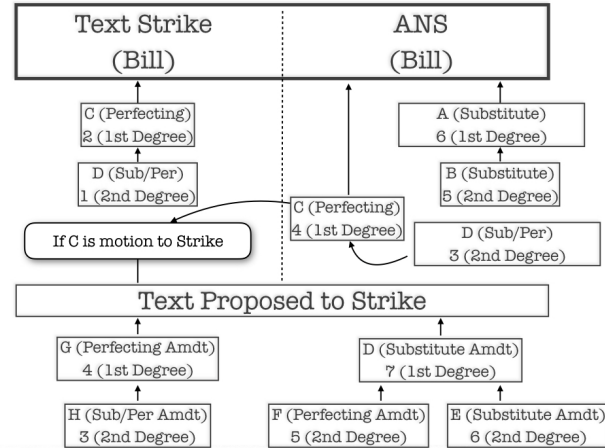 Text Strike
(Bill)
ANS
(Bill)
C (Perfecting)
2 (1st Degree)
A (Substitute)
6 (1st Degree)
D (Sub/Per)
1 (2nd Degree)
B (Substitute)
5 (2nd Degree)
C (Perfecting)
4 (1st Degree)
If C is motion to Strike
D (Sub/Per)
3 (2nd Degree)
Text Proposed to Strike
G (Perfecting Amdt)
4 (1st Degree)
D (Substitute Amdt)
7 (1st Degree)
H (Sub/Per Amdt)
3 (2nd Degree)
F (Perfecting Amdt)
5 (2nd Degree)
E (Substitute Amdt)
6 (2nd Degree)